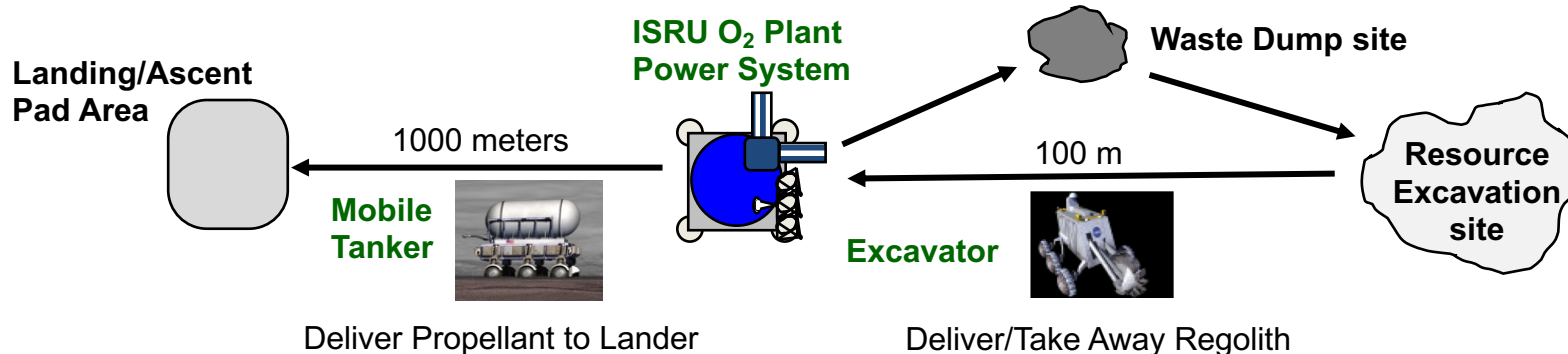 Landing/Ascent
Pad Area
1000 meters
Mobile
Tanker
Deliver Propellant to Lander
ISRU O₂ Plant
Power System
Waste Dump site
100 m
Excavator
Deliver/Take Away Regolith
Resource
Excavation
site